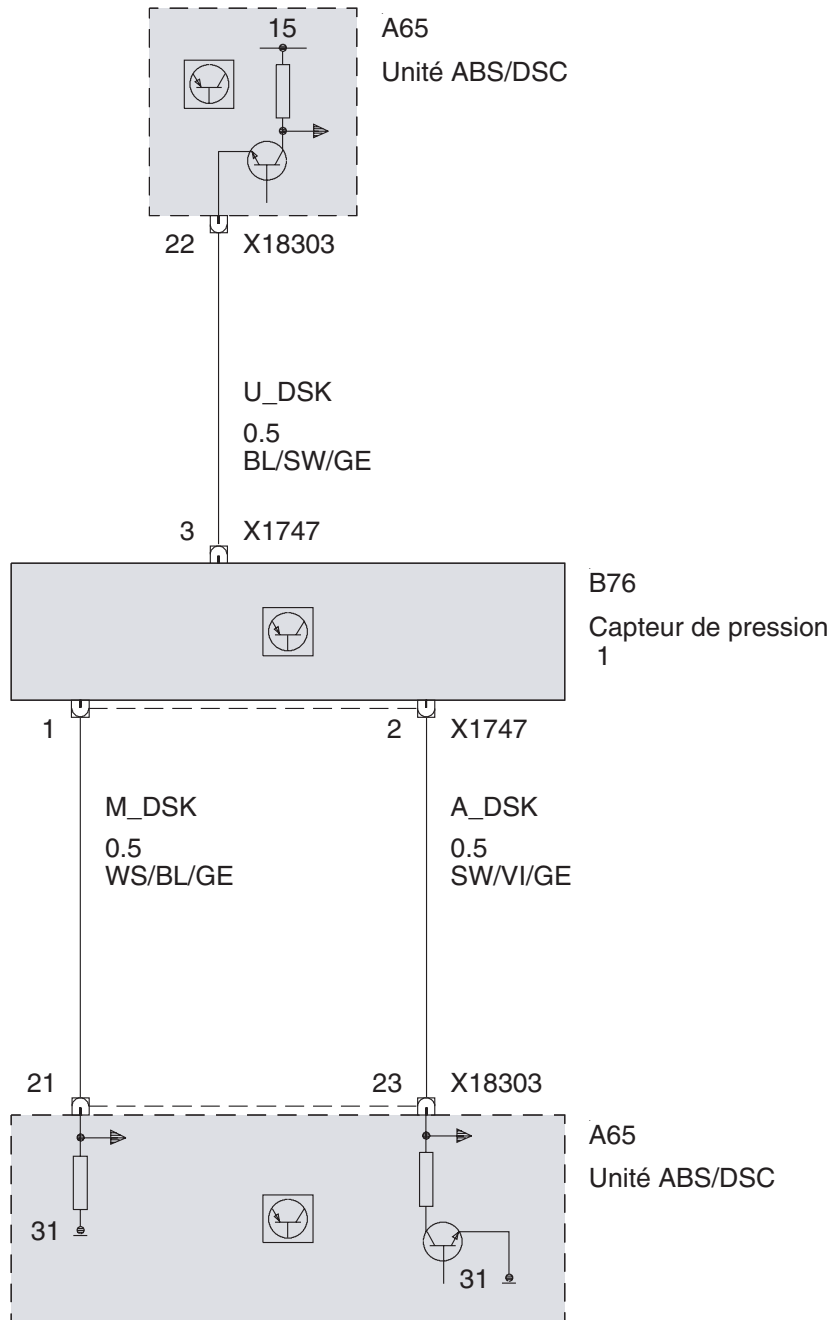 15
A65
Unité ABS/DSC
22
X18303
U_DSK
0.5
BL/SW/GE
3
X1747
B76
Capteur de pression
1
1
2
X1747
M_DSK
0.5
WS/BL/GE
A_DSK
0.5
SW/VI/GE
21
23
X18303
A65
Unité ABS/DSC
31
31